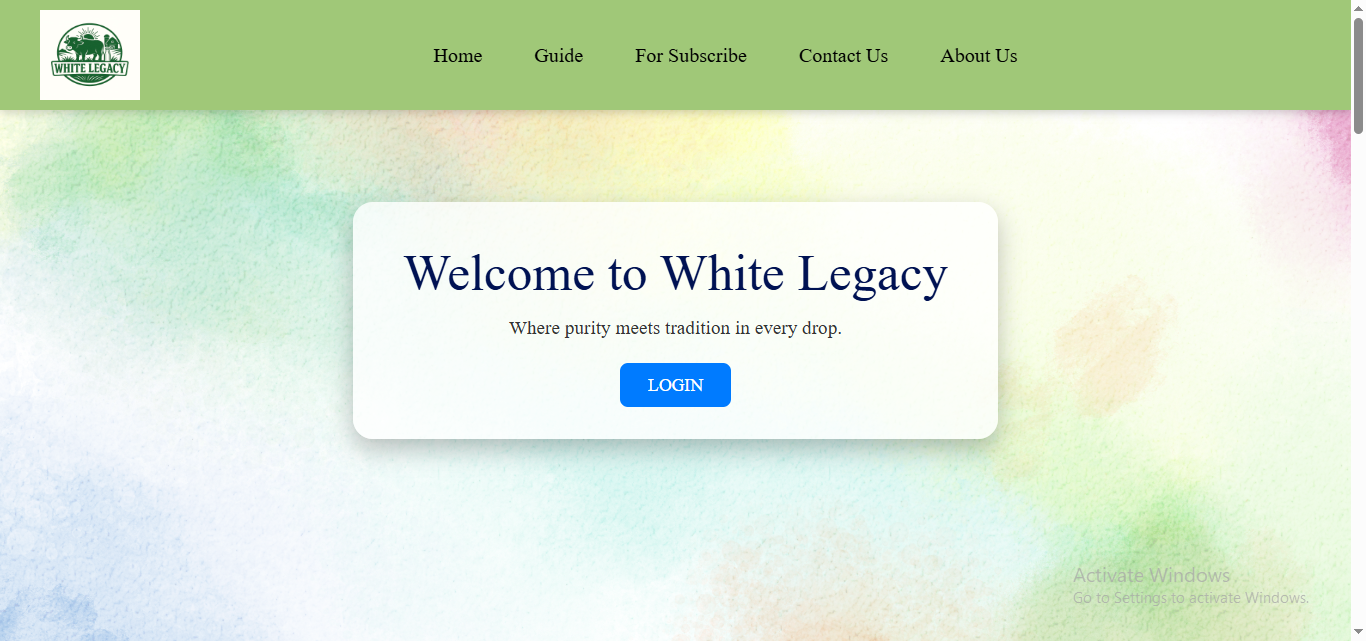 WHITE LEGACY
Home Guide For Subscribe Contact Us About Us
Welcome to White Legacy
Where purity meets tradition in every drop.
LOGIN
Activate Windows
Go to Settings to activate Windows.